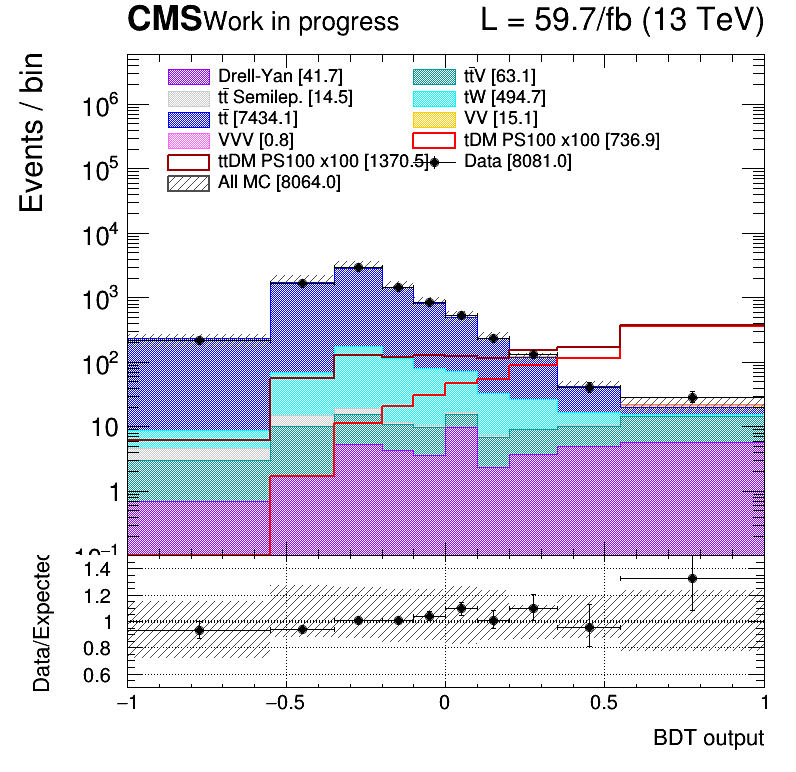 CMS Work in progress L = 59.7/fb (13 TeV)
Events / bin
Drell-Yan [41.7] tt̄V [63.1]
tt̄ Semilep. [14.5] tW [494.7]
tt̄ [7434.1] VV [15.1]
VVV [0.8] tDM PS100 x100 [736.9]
ttDM PS100 x100 [1370.5] Data [8081.0]
All MC [8064.0]
10⁶
10⁵
10⁴
10³
10²
10
1
10⁻¹
Data/Expected
1.4
1.2
1
0.8
0.6
−1 −0.5 0 0.5 1
BDT output